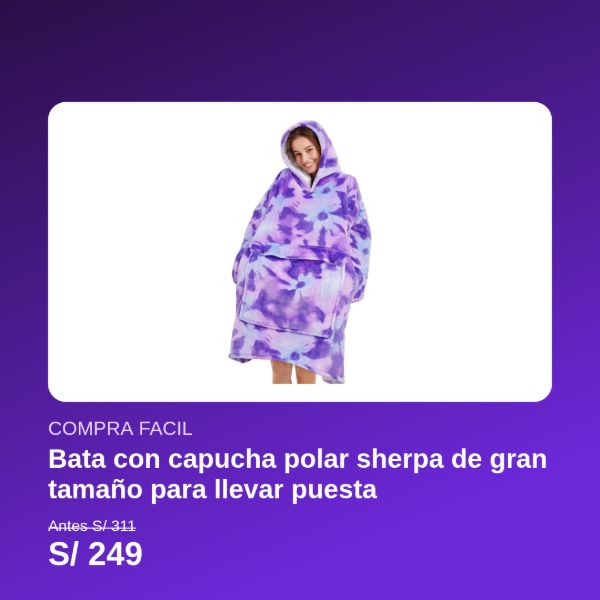 COMPRA FACIL
Bata con capucha polar sherpa de gran
tamaño para llevar puesta
Antes S/ 311
S/ 249